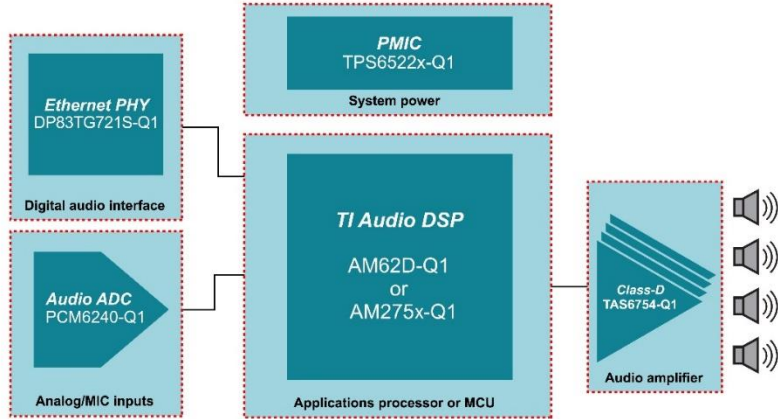 PMIC
TPS6522x-Q1
System power
Ethernet PHY
DP83TG721S-Q1
Digital audio interface
TI Audio DSP
AM62D-Q1
or
AM275x-Q1
Applications processor or MCU
Audio ADC
PCM6240-Q1
Analog/MIC inputs
Class-D
TAS6754-Q1
Audio amplifier